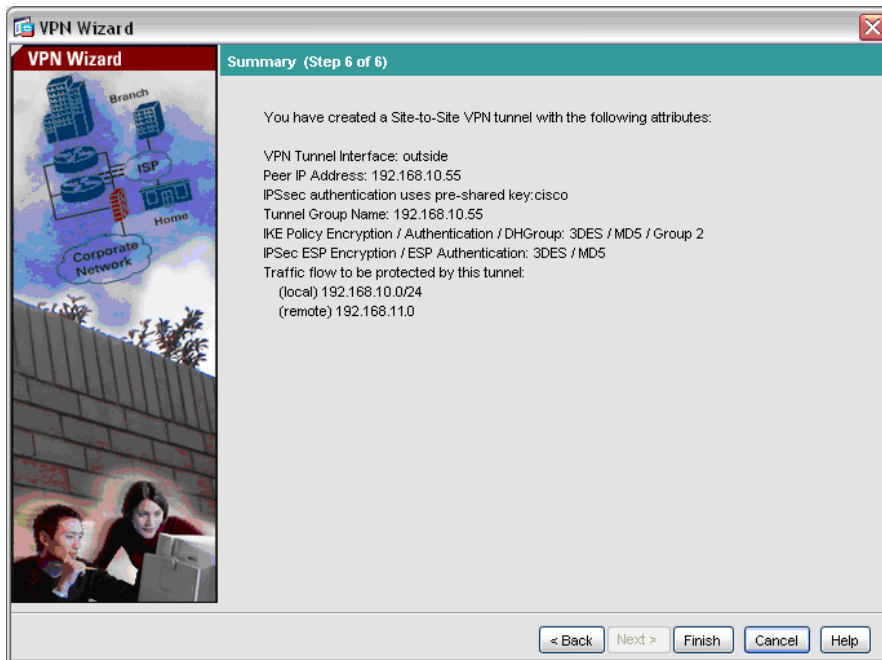 VPN Wizard
VPN Wizard
Branch
ISP
Home
Corporate
Network
Summary (Step 6 of 6)
You have created a Site-to-Site VPN tunnel with the following attributes:
VPN Tunnel Interface: outside
Peer IP Address: 192.168.10.55
IPSsec authentication uses pre-shared key:cisco
Tunnel Group Name: 192.168.10.55
IKE Policy Encryption / Authentication / DHGroup: 3DES / MD5 / Group 2
IPSec ESP Encryption / ESP Authentication: 3DES / MD5
Traffic flow to be protected by this tunnel:
(local) 192.168.10.0/24
(remote) 192.168.11.0
< Back Next > Finish Cancel Help